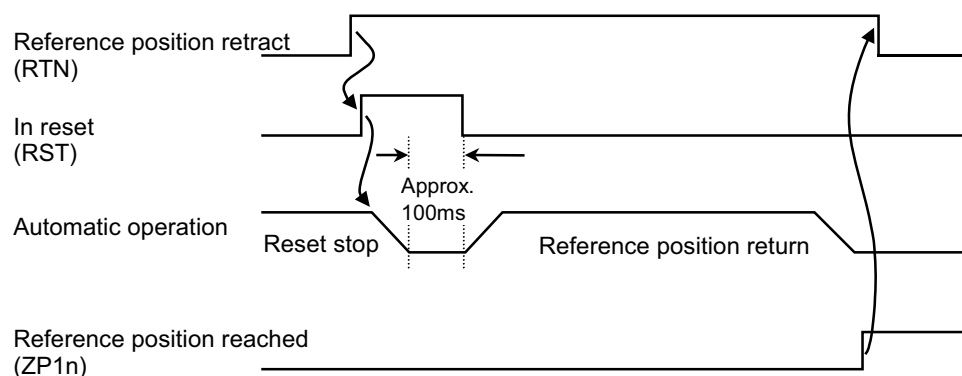 Reference position retract
(RTN)
In reset
(RST)
Approx.
100ms
Automatic operation
Reset stop
Reference position return
Reference position reached
(ZP1n)